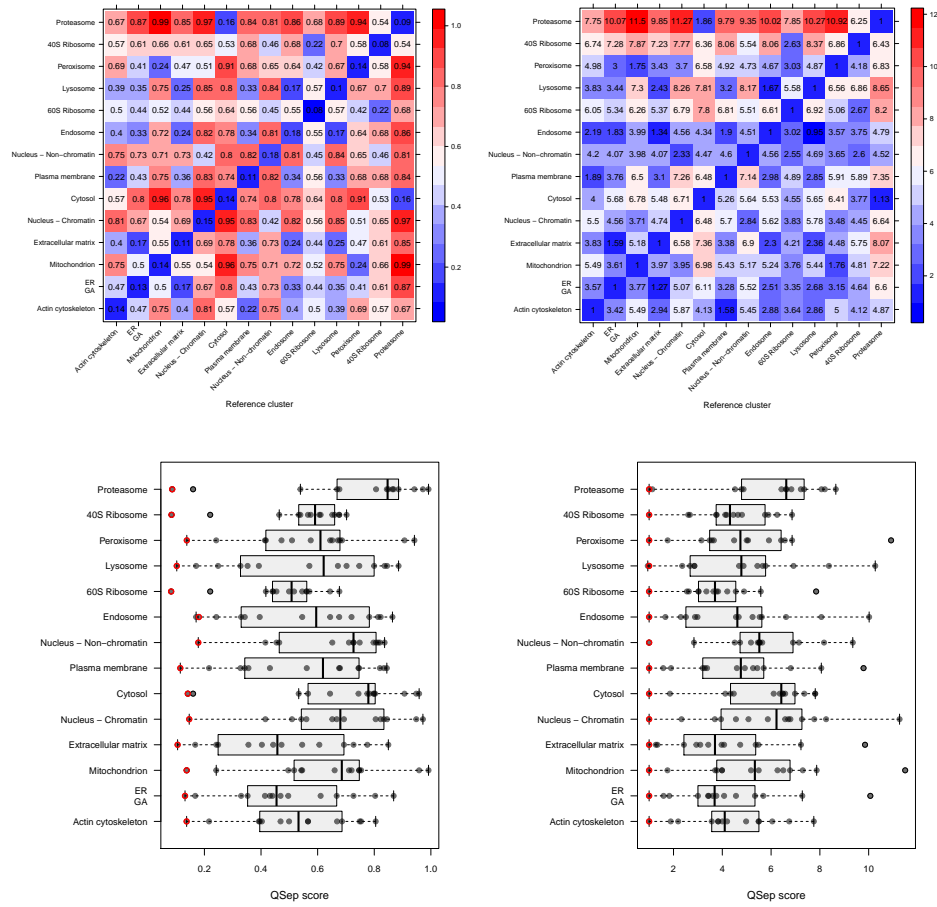 Proteasome 0.67 0.87 0.99 0.85 0.97 0.16 0.84 0.81 0.86 0.68 0.89 0.94 0.54 0.09
40S Ribosome 0.57 0.61 0.66 0.61 0.65 0.53 0.68 0.46 0.68 0.22 0.7 0.58 0.08 0.54
Peroxisome 0.69 0.41 0.24 0.47 0.51 0.91 0.68 0.65 0.64 0.42 0.68 0.14 0.58 0.94
Lysosome 0.39 0.35 0.75 0.25 0.85 0.8 0.33 0.84 0.17 0.51 0.1 0.67 0.7 0.89
60S Ribosome 0.5 0.44 0.52 0.44 0.56 0.64 0.56 0.45 0.55 0.51 0.42 0.22 0.68
Endosome 0.4 0.33 0.72 0.24 0.82 0.78 0.34 0.81 0.18 0.55 0.17 0.64 0.68 0.86
Nucleus − Non−chromatin 0.75 0.73 0.71 0.73 0.42 0.8 0.82 0.18 0.81 0.45 0.84 0.65 0.46 0.81
Plasma membrane 0.22 0.43 0.75 0.36 0.83 0.74 0.11 0.82 0.34 0.56 0.33 0.68 0.68 0.84
Cytosol 0.57 0.8 0.96 0.78 0.95 0.14 0.74 0.8 0.78 0.64 0.8 0.91 0.53 0.16
Nucleus − Chromatin 0.81 0.67 0.54 0.69 0.15 0.95 0.83 0.42 0.82 0.56 0.85 0.51 0.65 0.97
Extracellular matrix 0.4 0.17 0.55 0.11 0.69 0.78 0.36 0.73 0.24 0.44 0.25 0.47 0.61 0.85
Mitochondrion 0.75 0.5 0.14 0.55 0.54 0.96 0.75 0.71 0.72 0.52 0.75 0.24 0.66 0.99
ER
GA 0.47 0.13 0.5 0.17 0.67 0.8 0.43 0.73 0.33 0.44 0.35 0.41 0.61 0.87
Actin cytoskeleton 0.14 0.47 0.75 0.4 0.81 0.57 0.22 0.75 0.4 0.5 0.39 0.69 0.57 0.67
Actin cytoskeleton
ER
GA
Mitochondrion
Extracellular matrix
Nucleus − Chromatin
Cytosol
Plasma membrane
Nucleus − Non−chromatin
Endosome
60S Ribosome
Lysosome
Peroxisome
40S Ribosome
Proteasome
Reference cluster
1.0
0.8
0.6
0.4
0.2
Proteasome 7.75 10.07 11.5 9.85 11.27 1.86 9.79 9.35 10.02 7.85 10.27 10.92 6.25 1
40S Ribosome 6.74 7.28 7.87 7.23 7.77 6.36 8.06 5.54 8.06 2.63 8.37 6.86 1 6.43
Peroxisome 4.98 3 1.75 3.43 3.7 6.58 4.92 4.73 4.67 3.03 4.87 1 4.18 6.83
Lysosome 3.83 3.44 7.3 2.43 8.26 7.81 3.2 8.17 1.67 5.58 1 6.56 6.86 8.65
60S Ribosome 6.05 5.34 6.26 5.37 6.79 7.8 6.81 5.51 6.61 1 6.92 5.06 2.67 8.2
Endosome 2.19 1.83 3.99 1.34 4.56 4.34 1.9 4.51 1 3.02 3.57 3.75 4.79
Nucleus − Non−chromatin 4.2 4.07 3.98 4.1 2.33 4.47 4.6 1 4.56 2.55 4.69 3.65 2.6 4.52
Plasma membrane 1.89 3.76 6.5 3.1 7.26 6.48 1 7.14 2.98 4.89 2.85 5.91 5.89 7.35
Cytosol 4 5.68 6.78 5.48 6.71 1 5.26 5.67 5.55 4.55 5.78 6.41 3.77 1.13
Nucleus − Chromatin 5.5 4.56 3.71 4.74 1 6.48 5.7 2.84 5.62 3.83 5.78 3.48 4.45 6.64
Extracellular matrix 3.83 1.59 5.18 1 6.58 7.36 3.38 6.9 2.3 4.21 2.36 4.48 5.75 8.07
Mitochondrion 5.49 3.61 1 3.97 3.95 6.98 5.43 5.17 5.24 3.76 5.44 1.76 4.81 7.22
ER
GA 3.57 1 3.77 1.27 5.07 6.11 3.28 5.52 2.51 3.35 2.68 3.15 4.64 6.6
Actin cytoskeleton 1 3.42 5.49 2.94 5.87 4.13 1.58 5.45 2.88 3.64 2.86 5 4.12 4.87
Actin cytoskeleton
ER
GA
Mitochondrion
Extracellular matrix
Nucleus − Chromatin
Cytosol
Plasma membrane
Nucleus − Non−chromatin
Endosome
60S Ribosome
Lysosome
Peroxisome
40S Ribosome
Proteasome
Reference cluster
12
10
8
6
4
2
Proteasome
40S Ribosome
Peroxisome
Lysosome
60S Ribosome
Endosome
Nucleus − Non−chromatin
Plasma membrane
Cytosol
Nucleus − Chromatin
Extracellular matrix
Mitochondrion
ER
GA
Actin cytoskeleton
0.2 0.4 0.6 0.8 1.0
QSep score
Proteasome
40S Ribosome
Peroxisome
Lysosome
60S Ribosome
Endosome
Nucleus − Non−chromatin
Plasma membrane
Cytosol
Nucleus − Chromatin
Extracellular matrix
Mitochondrion
ER
GA
Actin cytoskeleton
2 4 6 8 10
QSep score